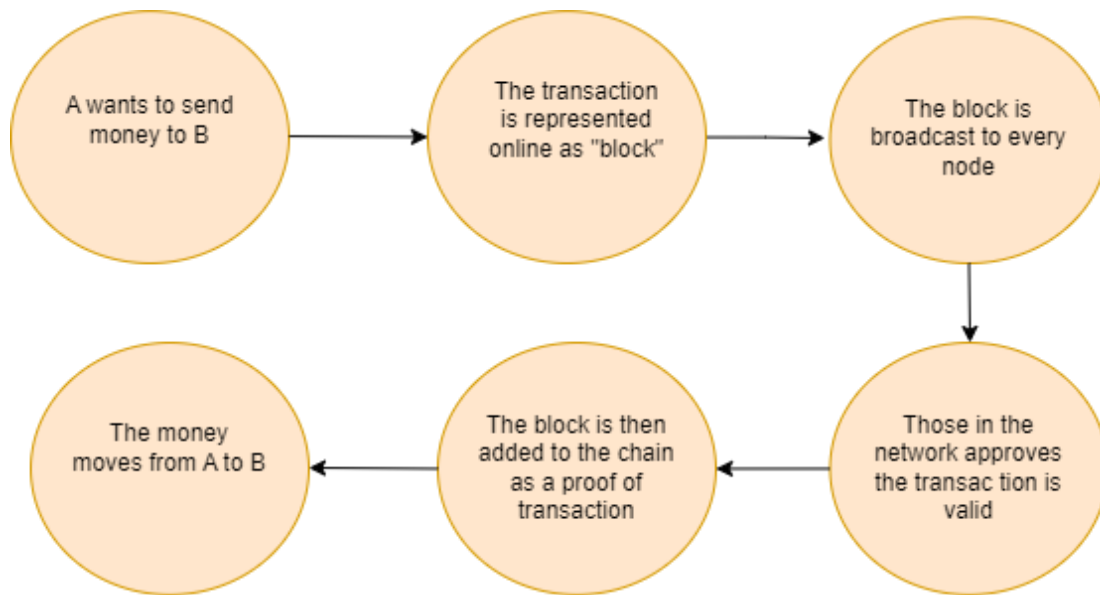 A wants to send
money to B
The transaction
is represented
online as "block"
The block is
broadcast to every
node
Those in the
network approves
the transac tion is
valid
The block is then
added to the chain
as a proof of
transaction
The money
moves from A to B